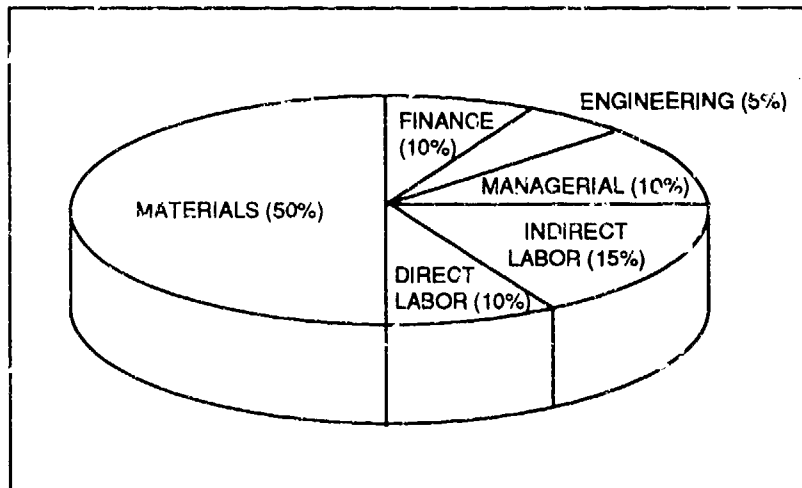 ENGINEERING (5%)
FINANCE
(10%)
MANAGERIAL (10%)
MATERIALS (50%)
INDIRECT
LABOR (15%)
DIRECT
LABOR (10%)